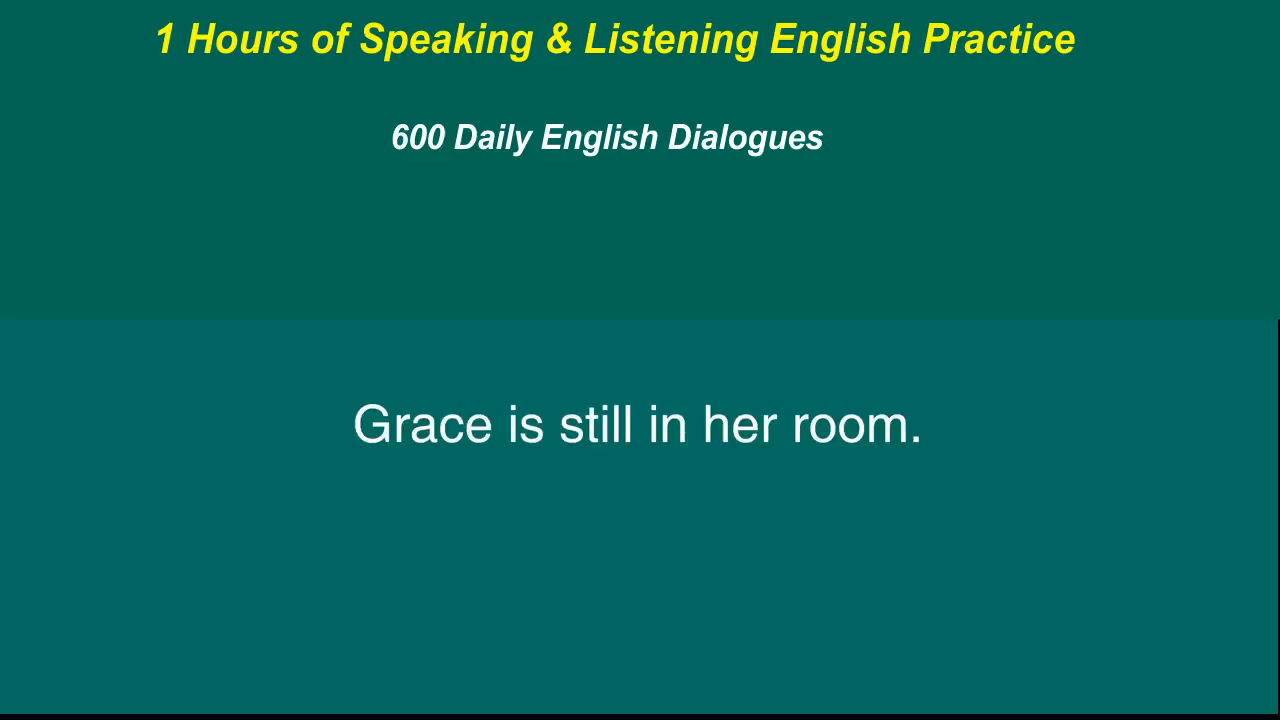 1 Hours of Speaking & Listening English Practice
600 Daily English Dialogues
Grace is still in her room.